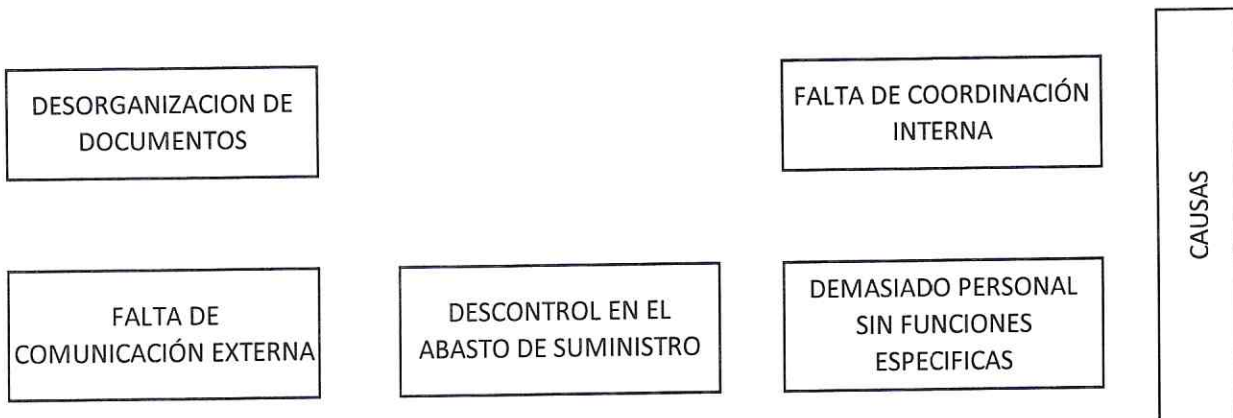 DESORGANIZACION DE
DOCUMENTOS
FALTA DE COORDINACIÓN
INTERNA
CAUSAS
FALTA DE
COMUNICACIÓN EXTERNA
DESCONTROL EN EL
ABASTO DE SUMINISTRO
DEMASIADO PERSONAL
SIN FUNCIONES
ESPECIFICAS